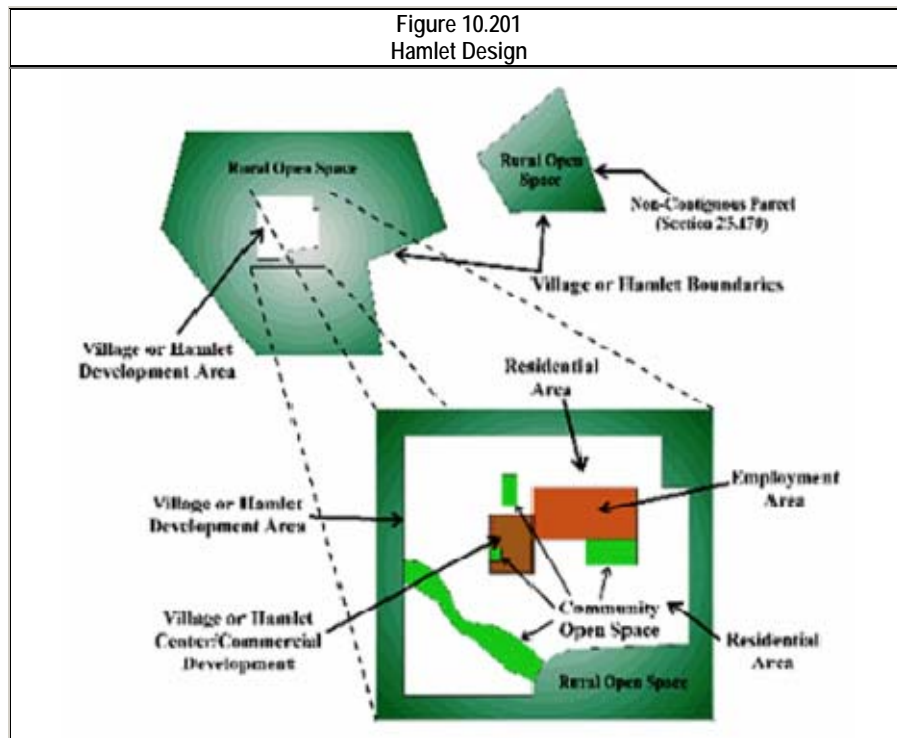 Figure 10.201
Hamlet Design
Rural Open Space
Rural Open
Space
Non-Contiguous Parcel
(Section 25.470)
Village or Hamlet Boundaries
Village or Hamlet
Development Area
Residential
Area
Village or Hamlet
Development Area
Employment
Area
Village or Hamlet
Center/Commercial
Development
Community
Open Space
Residential
Area
Rural Open Space